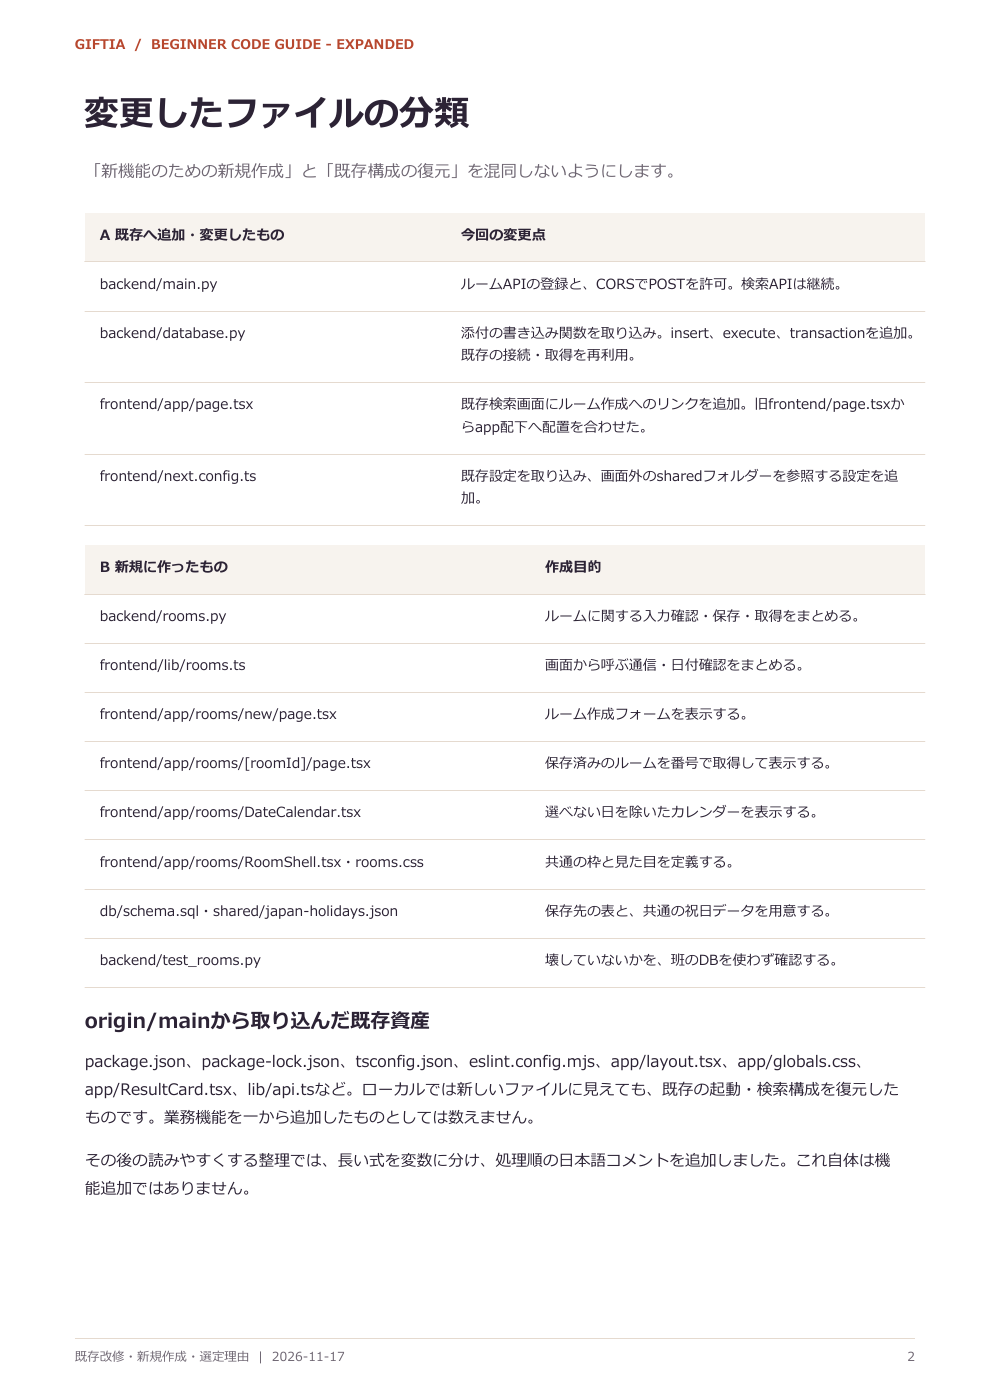 GIFTIA / BEGINNER CODE GUIDE - EXPANDED
変更したファイルの分類
「新機能のための新規作成」と「既存構成の復元」を混同しないようにします。
A 既存へ追加・変更したもの 今回の変更点
backend/main.py ルームAPIの登録と、CORSでPOSTを許可。検索APIは継続。
backend/database.py 添付の書き込み関数を取り込み。insert、execute、transactionを追加。
既存の接続・取得を再利用。
frontend/app/page.tsx 既存検索画面にルーム作成へのリンクを追加。旧frontend/page.tsxか
らapp配下へ配置を合わせた。
frontend/next.config.ts 既存設定を取り込み、画面外のsharedフォルダーを参照する設定を追
加。
B 新規に作ったもの 作成目的
backend/rooms.py ルームに関する入力確認・保存・取得をまとめる。
frontend/lib/rooms.ts 画面から呼ぶ通信・日付確認をまとめる。
frontend/app/rooms/new/page.tsx ルーム作成フォームを表示する。
frontend/app/rooms/[roomId]/page.tsx 保存済みのルームを番号で取得して表示する。
frontend/app/rooms/DateCalendar.tsx 選べない日を除いたカレンダーを表示する。
frontend/app/rooms/RoomShell.tsx・rooms.css 共通の枠と見た目を定義する。
db/schema.sql・shared/japan-holidays.json 保存先の表と、共通の祝日データを用意する。
backend/test_rooms.py 壊していないかを、班のDBを使わず確認する。
origin/mainから取り込んだ既存資産
package.json、package-lock.json、tsconfig.json、eslint.config.mjs、app/layout.tsx、app/globals.css、
app/ResultCard.tsx、lib/api.tsなど。ローカルでは新しいファイルに見えても、既存の起動・検索構成を復元した
ものです。業務機能を一から追加したものとしては数えません。
その後の読みやすくする整理では、長い式を変数に分け、処理順の日本語コメントを追加しました。これ自体は機
能追加ではありません。
既存改修・新規作成・選定理由 | 2026-11-17 2